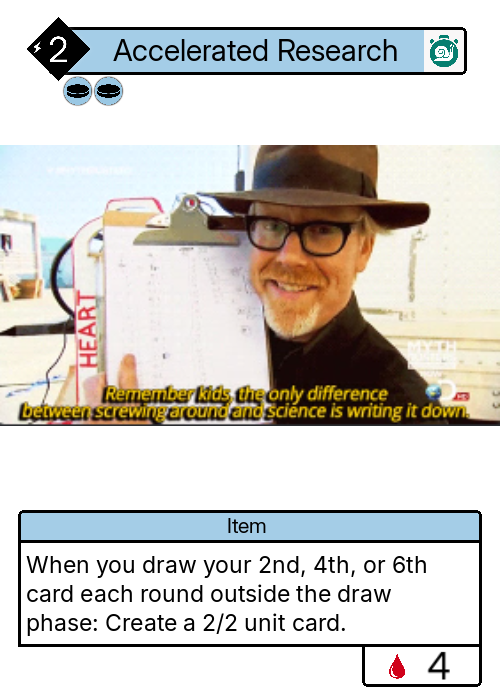 2
Accelerated Research
HEART
MYTH
HD
Remember kids, the only difference
between screwing around and science is writing it down.
Item
When you draw your 2nd, 4th, or 6th
card each round outside the draw
phase: Create a 2/2 unit card.
4